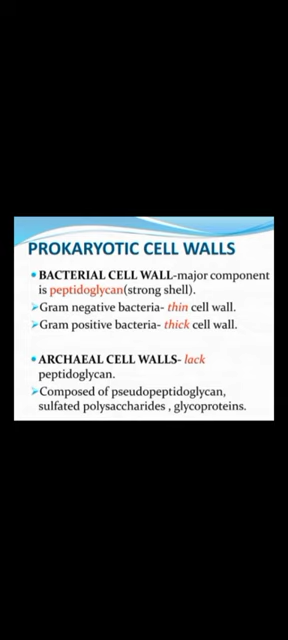 PROKARYOTIC CELL WALLS
• BACTERIAL CELL WALL-major component
is peptidoglycan(strong shell).
➢Gram negative bacteria- thin cell wall.
➢Gram positive bacteria- thick cell wall.
• ARCHAEAL CELL WALLS- lack
peptidoglycan.
➢Composed of pseudopeptidoglycan,
sulfated polysaccharides , glycoproteins.